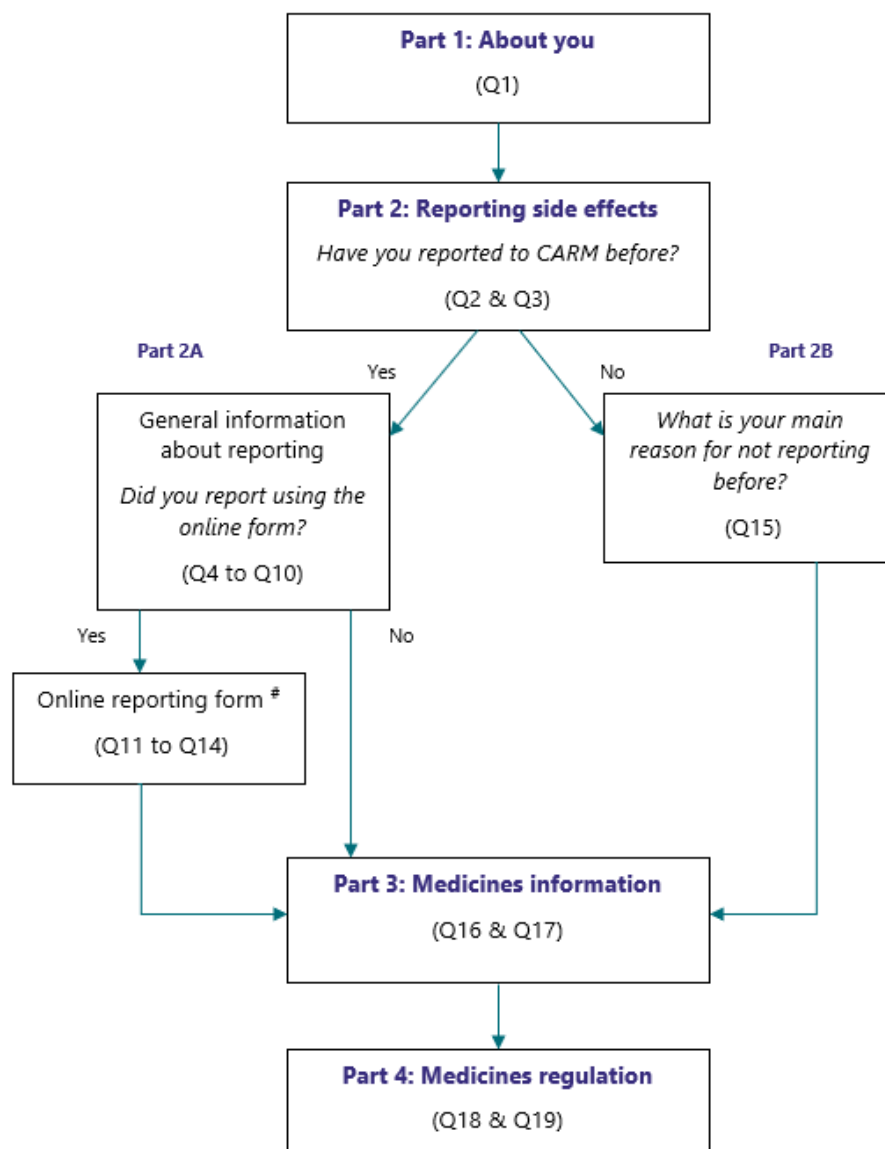 Part 1: About you
(Q1)
Part 2: Reporting side effects
Have you reported to CARM before?
(Q2 & Q3)
Part 2A
Yes
No
Part 2B
General information
about reporting
Did you report using the
online form?
(Q4 to Q10)
What is your main
reason for not reporting
before?
(Q15)
Yes
No
Online reporting form #
(Q11 to Q14)
Part 3: Medicines information
(Q16 & Q17)
Part 4: Medicines regulation
(Q18 & Q19)